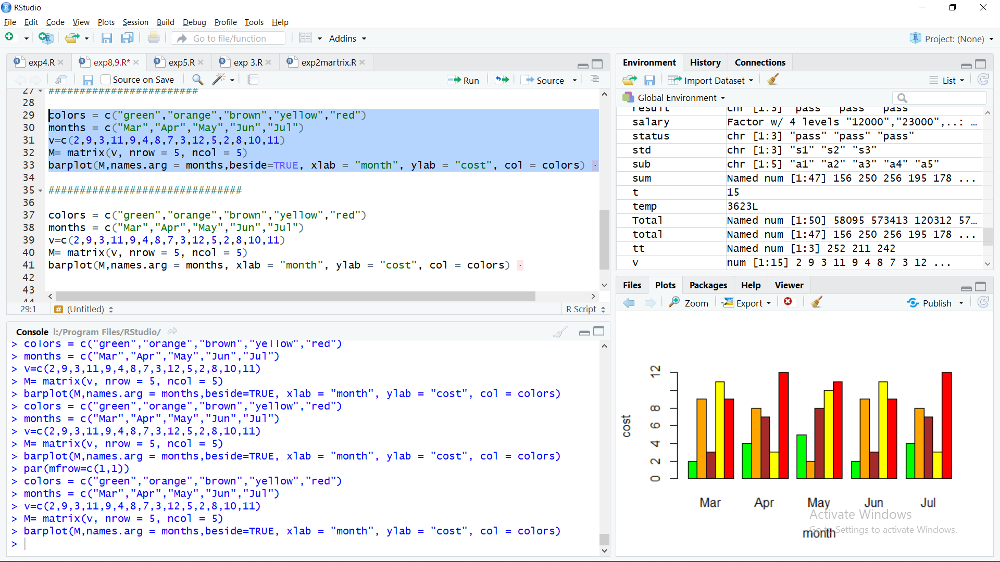 RStudio
File Edit Code View Plots Session Build Debug Profile Tools Help
Go to file/function Addins Project: (None)
exp4.R exp8,9.R* exp5.R exp 3.R exp2martrix.R
Source on Save Run Source
27 ########################
28
29 colors = c("green","orange","brown","yellow","red")
30 months = c("Mar","Apr","May","Jun","Jul")
31 v=c(2,9,3,11,9,4,8,7,3,12,5,2,8,10,11)
32 M= matrix(v, nrow = 5, ncol = 5)
33 barplot(M,names.arg = months,beside=TRUE, xlab = "month", ylab = "cost", col = colors)
34
35 ###############################
36
37 colors = c("green","orange","brown","yellow","red")
38 months = c("Mar","Apr","May","Jun","Jul")
39 v=c(2,9,3,11,9,4,8,7,3,12,5,2,8,10,11)
40 M= matrix(v, nrow = 5, ncol = 5)
41 barplot(M,names.arg = months, xlab = "month", ylab = "cost", col = colors)
42
43
44
29:1 # (Untitled) R Script
Console I:/Program Files/RStudio/
> colors = c("green","orange","brown","yellow","red")
> months = c("Mar","Apr","May","Jun","Jul")
> v=c(2,9,3,11,9,4,8,7,3,12,5,2,8,10,11)
> M= matrix(v, nrow = 5, ncol = 5)
> barplot(M,names.arg = months,beside=TRUE, xlab = "month", ylab = "cost", col = colors)
> colors = c("green","orange","brown","yellow","red")
> months = c("Mar","Apr","May","Jun","Jul")
> v=c(2,9,3,11,9,4,8,7,3,12,5,2,8,10,11)
> M= matrix(v, nrow = 5, ncol = 5)
> barplot(M,names.arg = months,beside=TRUE, xlab = "month", ylab = "cost", col = colors)
> par(mfrow=c(1,1))
> colors = c("green","orange","brown","yellow","red")
> months = c("Mar","Apr","May","Jun","Jul")
> v=c(2,9,3,11,9,4,8,7,3,12,5,2,8,10,11)
> M= matrix(v, nrow = 5, ncol = 5)
> barplot(M,names.arg = months,beside=TRUE, xlab = "month", ylab = "cost", col = colors)
>
Environment History Connections
Import Dataset List
Global Environment
result chr [1:3] "pass" "pass" "pass"
salary Factor w/ 4 levels "12000","23000",..: ...
status chr [1:3] "pass" "pass" "pass"
std chr [1:3] "s1" "s2" "s3"
sub chr [1:5] "a1" "a2" "a3" "a4" "a5"
sum Named num [1:47] 156 250 256 195 178 ...
t 15
temp 3623L
Total Named num [1:50] 58095 573413 120312 57...
total Named num [1:47] 156 250 256 195 178 ...
tt Named num [1:3] 252 211 242
v num [1:15] 2 9 3 11 9 4 8 7 3 12 ...
Files Plots Packages Help Viewer
Zoom Export Publish
12
8
6
4
2
0
cost
Mar Apr May Jun Jul
month
Activate Windows
Go to Settings to activate Windows.